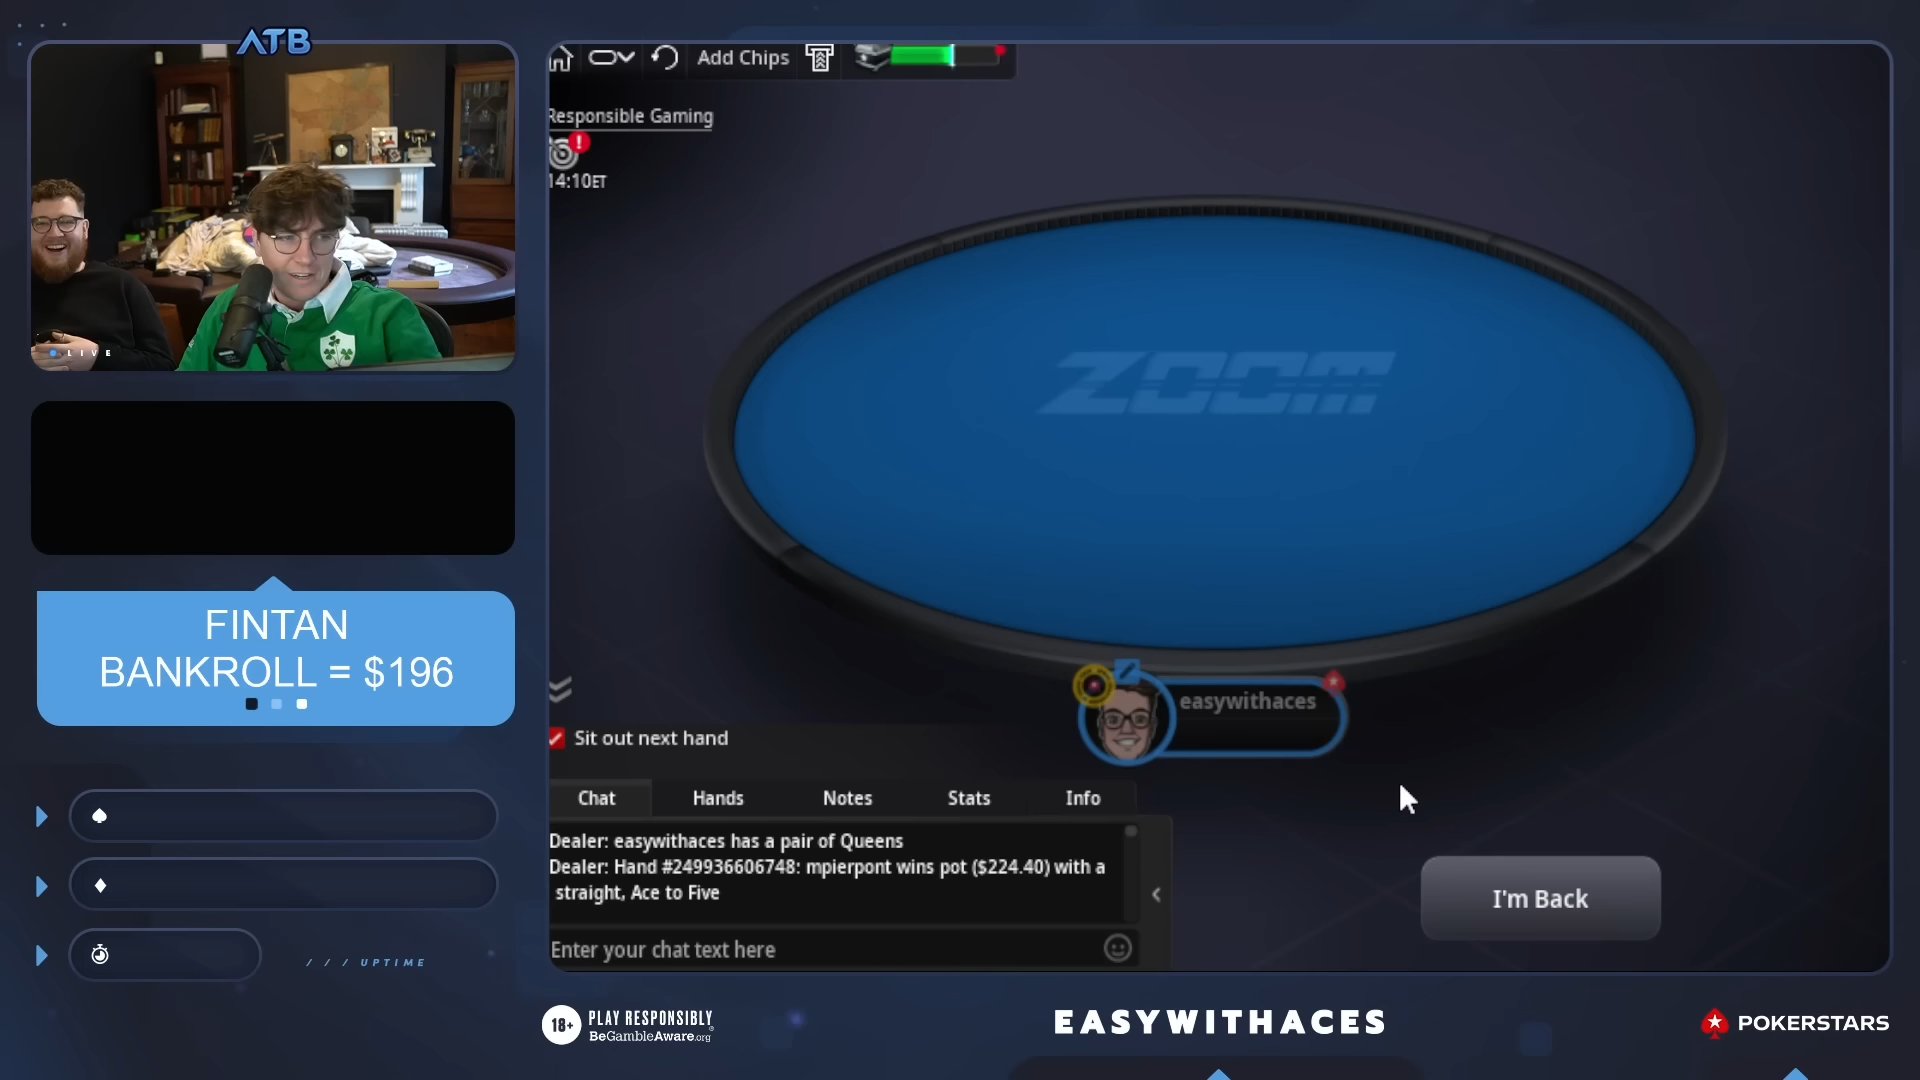 ATB
LIVE
FINTAN
BANKROLL = $196
/ / / UPTIME
Add Chips
Responsible Gaming
!
14:10ET
ZOOM
easywithaces
Sit out next hand
Chat Hands Notes Stats Info
Dealer: easywithaces has a pair of Queens
Dealer: Hand #249936606748: mpierpont wins pot ($224.40) with a
straight, Ace to Five
Enter your chat text here
I'm Back
18+ PLAY RESPONSIBLY
BeGambleAware.org
EASYWITHACES
POKERSTARS